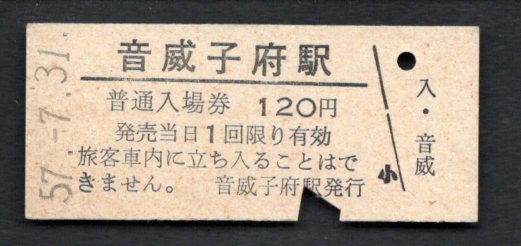 57.-7.31.
音威子府駅
普通入場券 120円
発売当日1回限り有効
旅客車内に立ち入ることはで
きません。 音威子府駅発行
入・音威
小